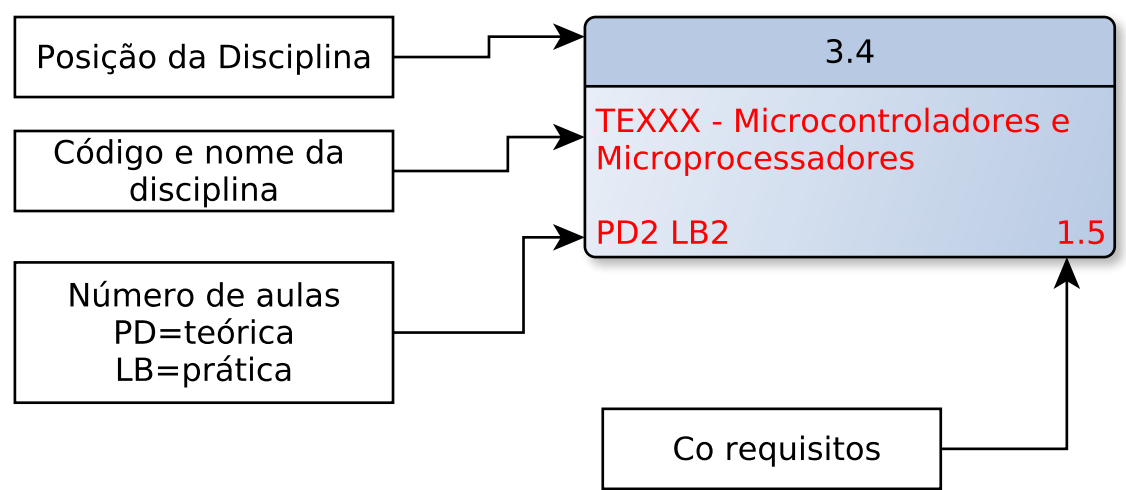 Posição da Disciplina
3.4
Código e nome da
disciplina
TEXXX - Microcontroladores e
Microprocessadores
PD2 LB2
1.5
Número de aulas
PD=teórica
LB=prática
Co requisitos